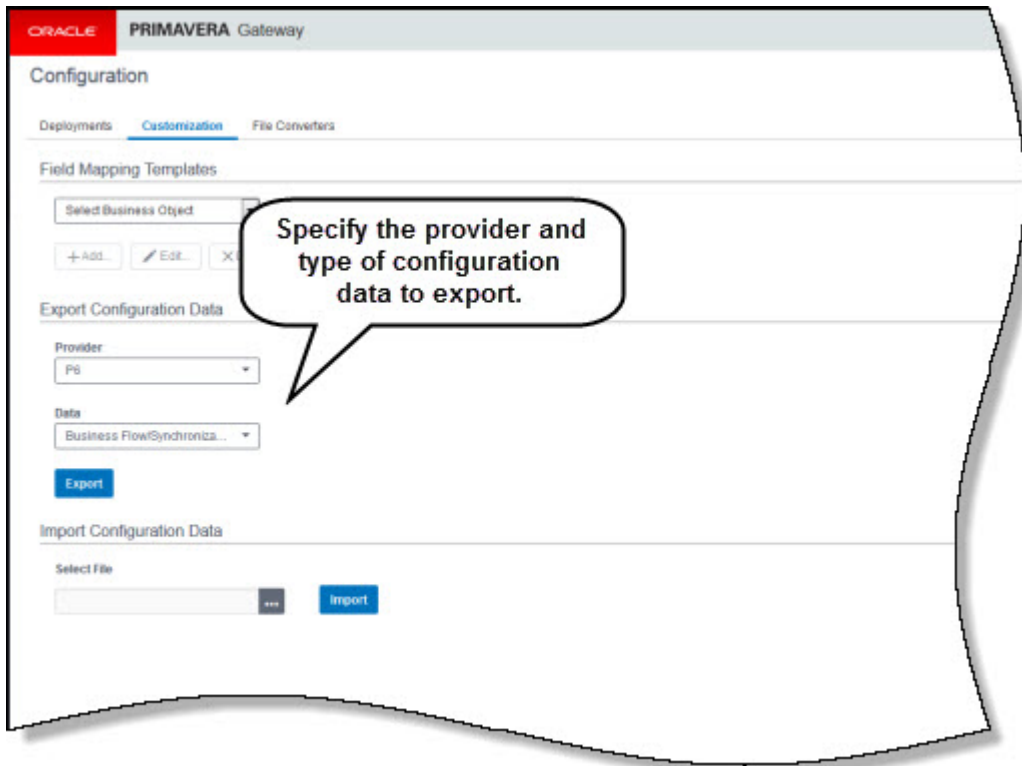 ORACLE PRIMAVERA Gateway
Configuration
Deployments Customization File Converters
Field Mapping Templates
Select Business Object
+ Add... Edit...
Specify the provider and
type of configuration
data to export.
Export Configuration Data
Provider
P6
Data
Business Flow/Synchroniza...
Export
Import Configuration Data
Select File
... Import